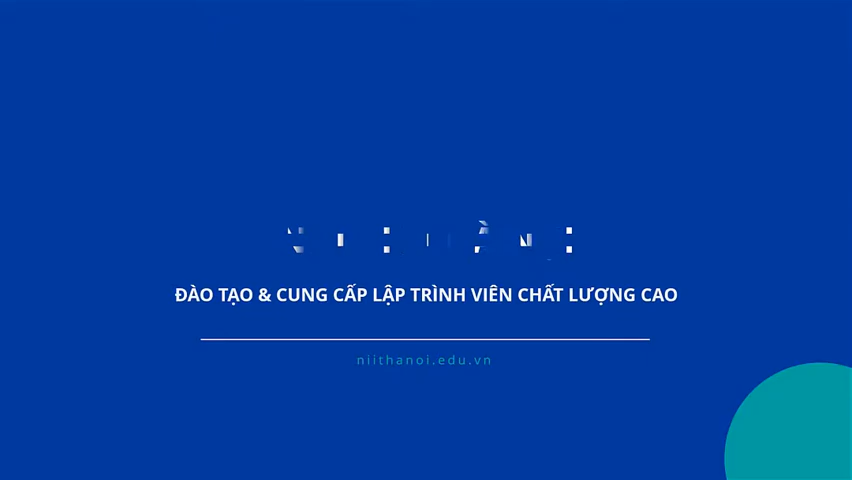 ĐÀO TẠO & CUNG CẤP LẬP TRÌNH VIÊN CHẤT LƯỢNG CAO
niithanoi.edu.vn